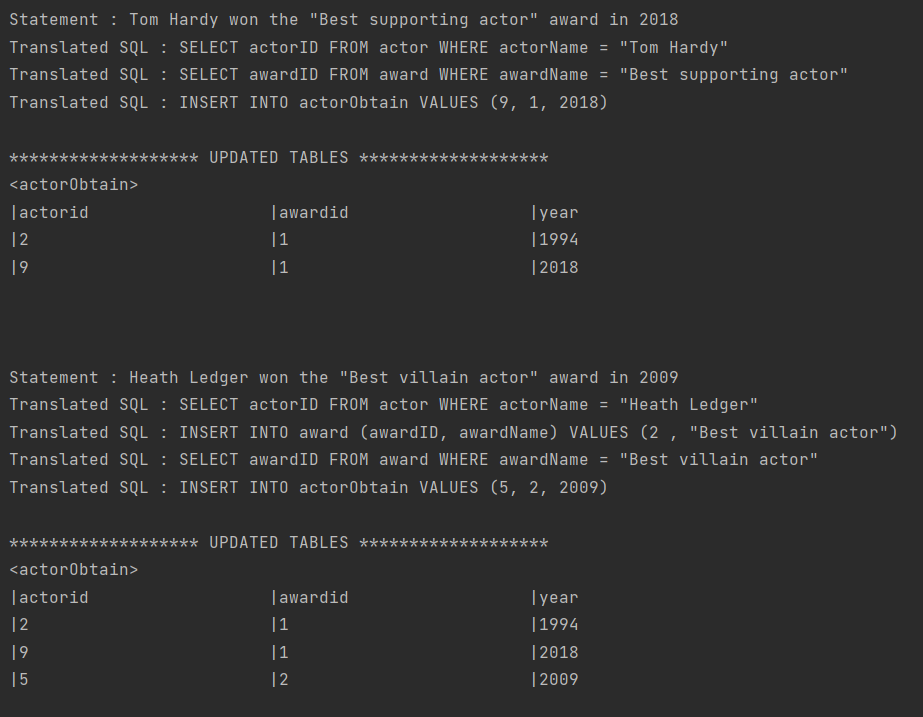 Statement : Tom Hardy won the "Best supporting actor" award in 2018
Translated SQL : SELECT actorID FROM actor WHERE actorName = "Tom Hardy"
Translated SQL : SELECT awardID FROM award WHERE awardName = "Best supporting actor"
Translated SQL : INSERT INTO actorObtain VALUES (9, 1, 2018)
******************* UPDATED TABLES *******************
<actorObtain>
|actorid |awardid |year
|2 |1 |1994
|9 |1 |2018
Statement : Heath Ledger won the "Best villain actor" award in 2009
Translated SQL : SELECT actorID FROM actor WHERE actorName = "Heath Ledger"
Translated SQL : INSERT INTO award (awardID, awardName) VALUES (2 , "Best villain actor")
Translated SQL : SELECT awardID FROM award WHERE awardName = "Best villain actor"
Translated SQL : INSERT INTO actorObtain VALUES (5, 2, 2009)
******************* UPDATED TABLES *******************
<actorObtain>
|actorid |awardid |year
|2 |1 |1994
|9 |1 |2018
|5 |2 |2009